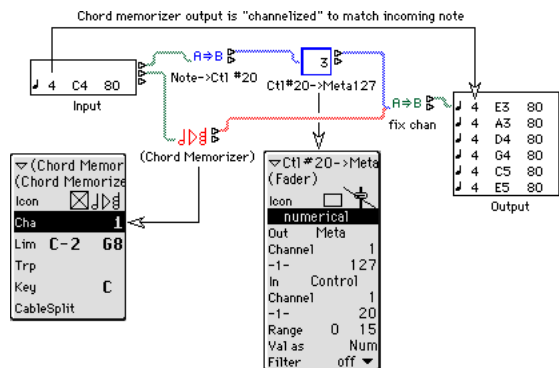 Chord memorizer output is "channelized" to match incoming note
4 C4 80
Input
A⇒B
Note->Ctl #20
3
Ctl#20->Meta127
A⇒B
fix chan
(Chord Memorizer)
4 E3 80
4 A3 80
4 D4 80
4 G4 80
4 C5 80
4 E5 80
Output
(Chord Memor
(Chord Memorize
Icon
Cha 1
Lim C-2 G8
Trp
Key C
CableSplit
Ctl#20->Meta
(Fader)
Icon
numerical
Out Meta
Channel 1
-1- 127
In Control
Channel 1
-1- 20
Range 0 15
Val as Num
Filter off